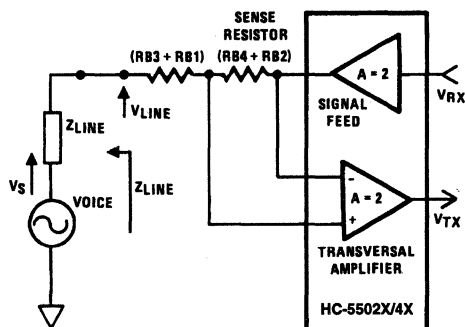 SENSE
RESISTOR
(RB3 + RB1) (RB4 + RB2)
A = 2
SIGNAL
FEED
VRX
VLINE
ZLINE
ZLINE
VS
VOICE
-
A = 2
+
VTX
TRANSVERSAL
AMPLIFIER
HC-5502X/4X